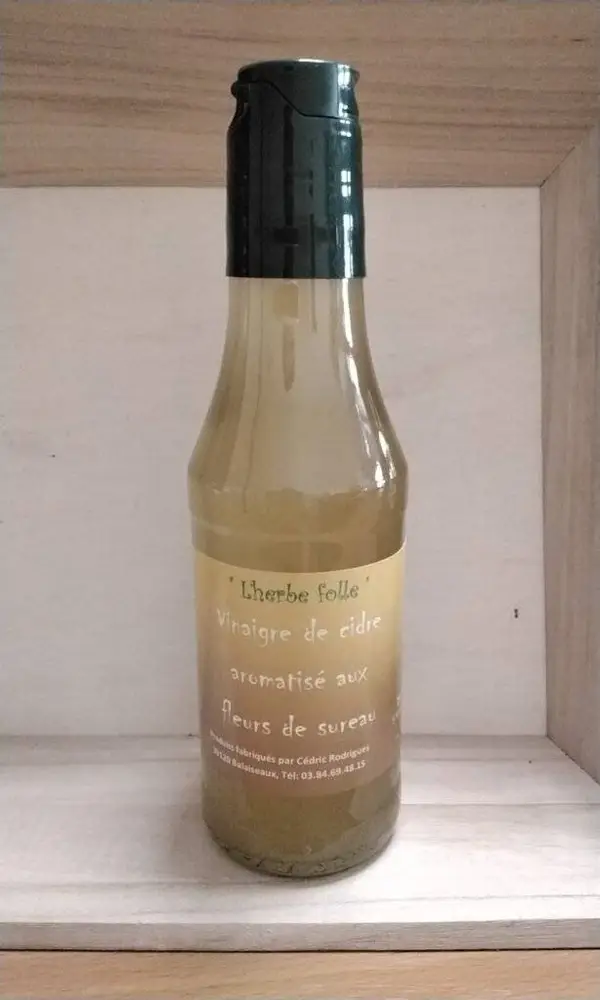 "L'herbe folle"
Vinaigre de cidre
aromatisé aux
fleurs de sureau
Produits fabriqués par Cédric Rodrigues
39120 Balaiseaux, Tél: 03.84.69.48.15